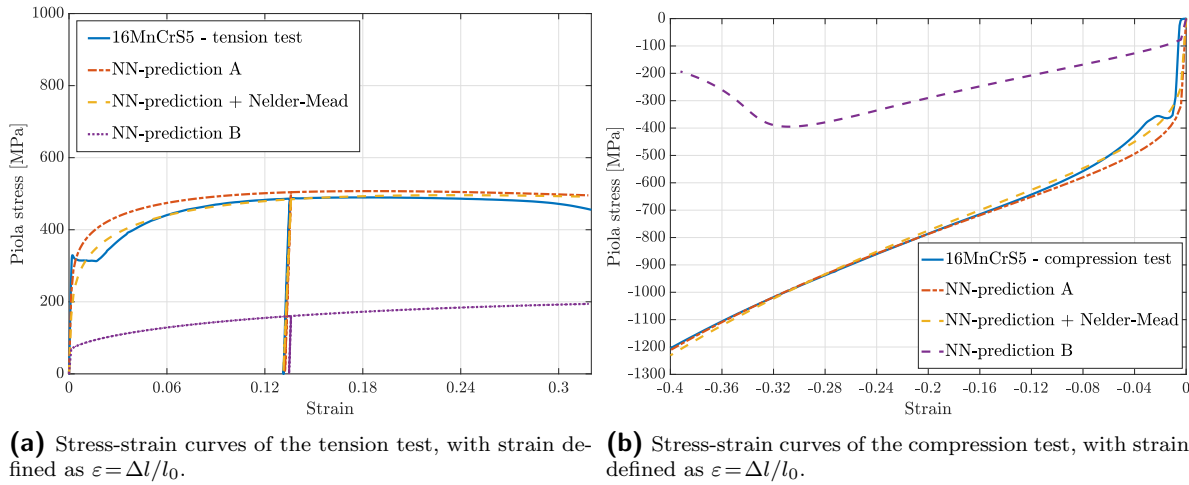 1000
800
600
400
200
0
Piola stress [MPa]
0
0.06
0.12
0.18
0.24
0.3
Strain
16MnCrS5 - tension test
NN-prediction A
NN-prediction + Nelder-Mead
NN-prediction B
0
-100
-200
-300
-400
-500
-600
-700
-800
-900
-1000
-1100
-1200
-1300
Piola stress [MPa]
-0.4
-0.36
-0.32
-0.28
-0.24
-0.2
-0.16
-0.12
-0.08
-0.04
0
Strain
16MnCrS5 - compression test
NN-prediction A
NN-prediction + Nelder-Mead
NN-prediction B
(a) Stress-strain curves of the tension test, with strain de-
fined as ε=Δl/l₀.
(b) Stress-strain curves of the compression test, with strain
defined as ε=Δl/l₀.